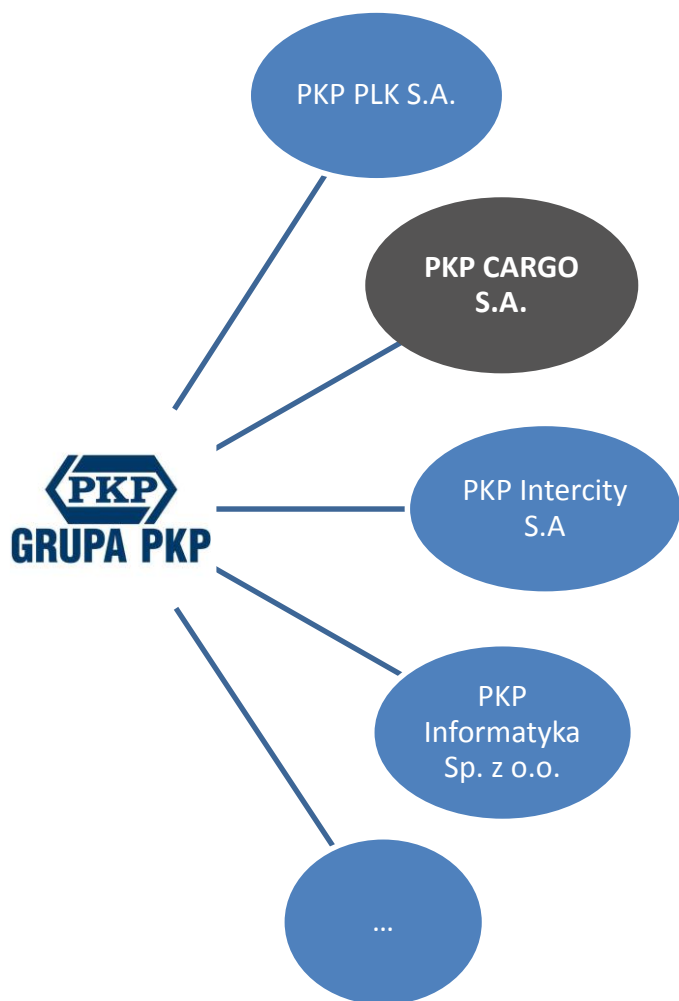 PKP PLK S.A.
PKP CARGO
S.A.
PKP
GRUPA PKP
PKP Intercity
S.A
PKP
Informatyka
Sp. z o.o.
...